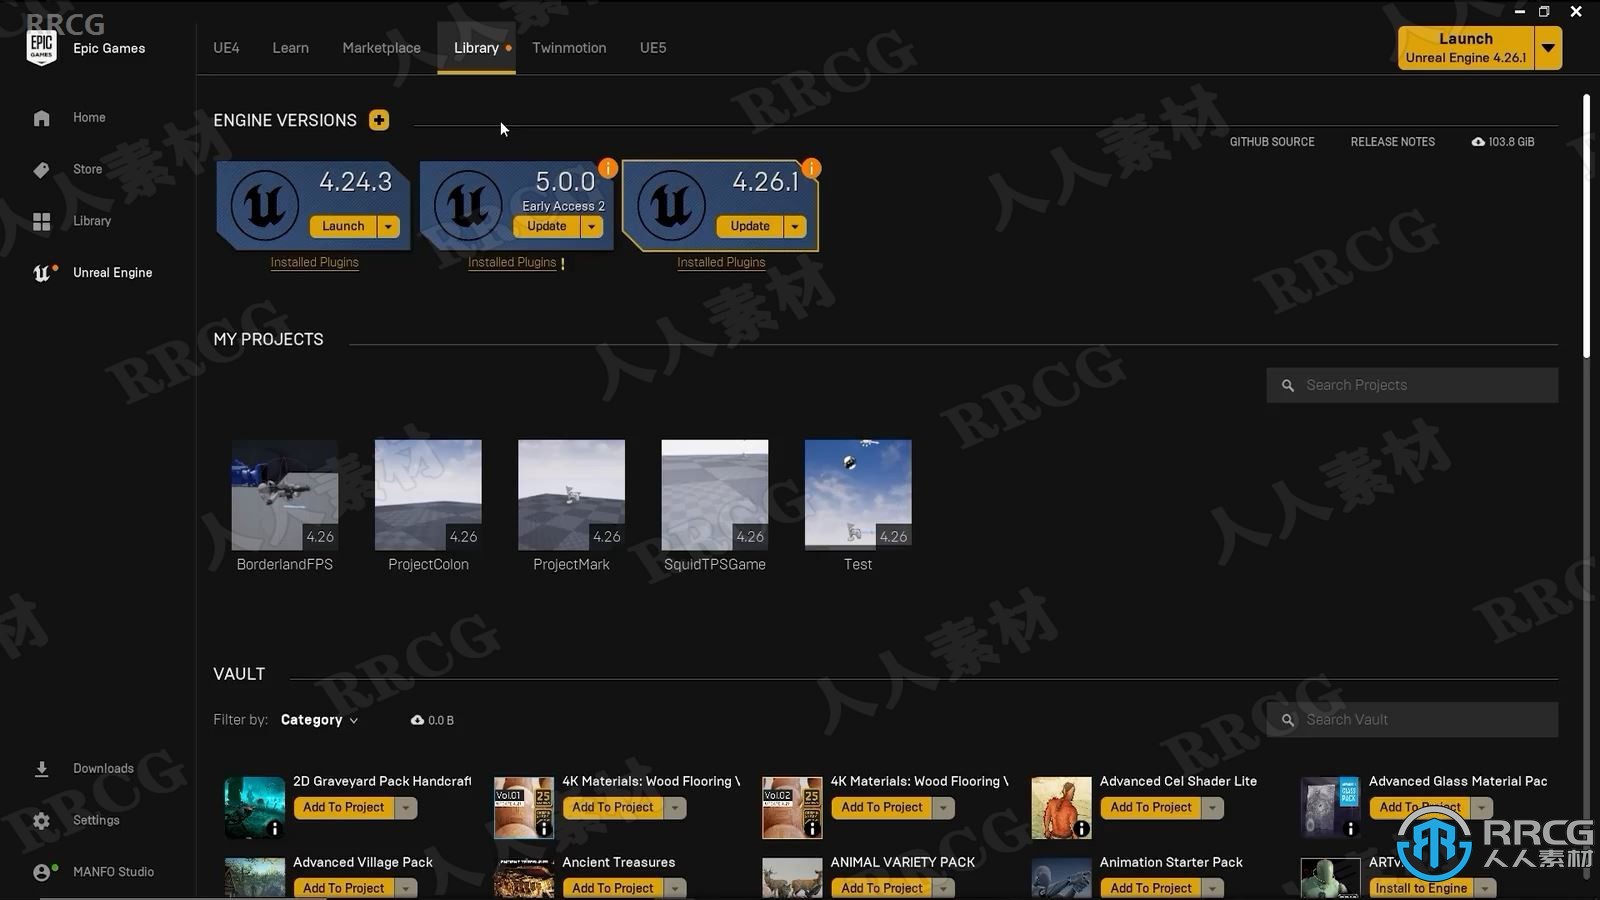 RRCG
EPIC GAMES
Epic Games
UE4 Learn Marketplace Library Twinmotion UE5
Launch
Unreal Engine 4.26.1
ENGINE VERSIONS
GITHUB SOURCE RELEASE NOTES 103.8 GiB
Home
Store
Library
Unreal Engine
4.24.3
Launch
Installed Plugins
5.0.0
Early Access 2
Update
Installed Plugins !
4.26.1
Update
Installed Plugins
MY PROJECTS
Search Projects
4.26 4.26 4.26 4.26 4.26
BorderlandFPS ProjectColon ProjectMark SquidTPSGame Test
VAULT
Filter by: Category 0.0 B
Search Vault
2D Graveyard Pack Handcraft
Add To Project
4K Materials: Wood Flooring V
Vol.01
25
Add To Project
4K Materials: Wood Flooring V
Vol.02
25
Add To Project
Advanced Cel Shader Lite
Add To Project
Advanced Glass Material Pac
Add To Project
Advanced Village Pack
Add To Project
Ancient Treasures
Add To Project
ANIMAL VARIETY PACK
Add To Project
Animation Starter Pack
Add To Project
Install to Engine
Downloads
Settings
MANFO Studio
RRCG
人人素材